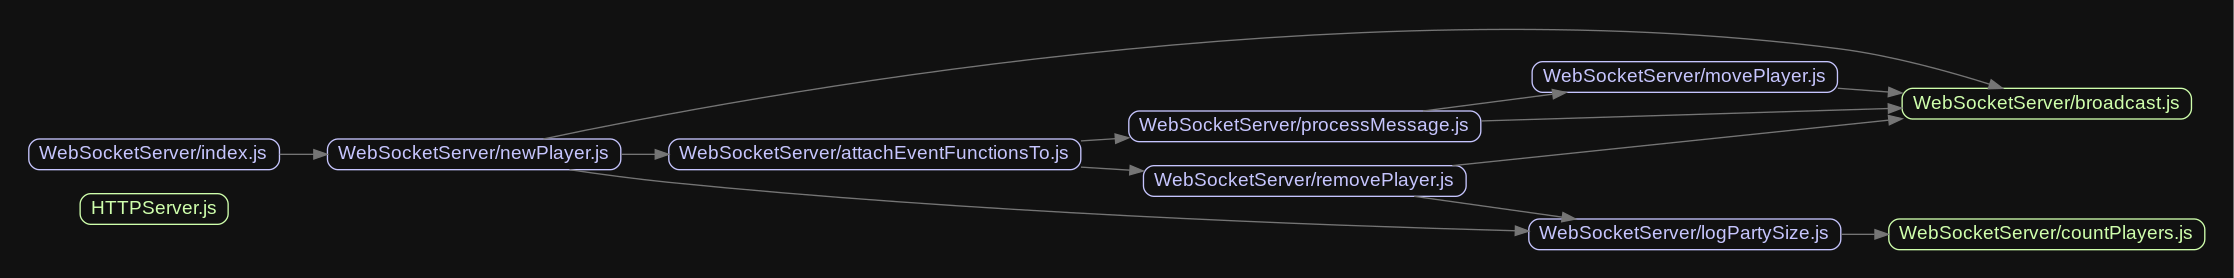 WebSocketServer/index.js
WebSocketServer/newPlayer.js
WebSocketServer/attachEventFunctionsTo.js
WebSocketServer/processMessage.js
WebSocketServer/movePlayer.js
WebSocketServer/broadcast.js
WebSocketServer/removePlayer.js
HTTPServer.js
WebSocketServer/logPartySize.js
WebSocketServer/countPlayers.js